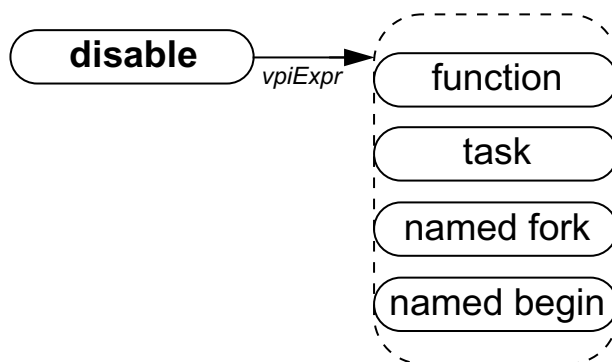 disable
vpiExpr
function
task
named fork
named begin